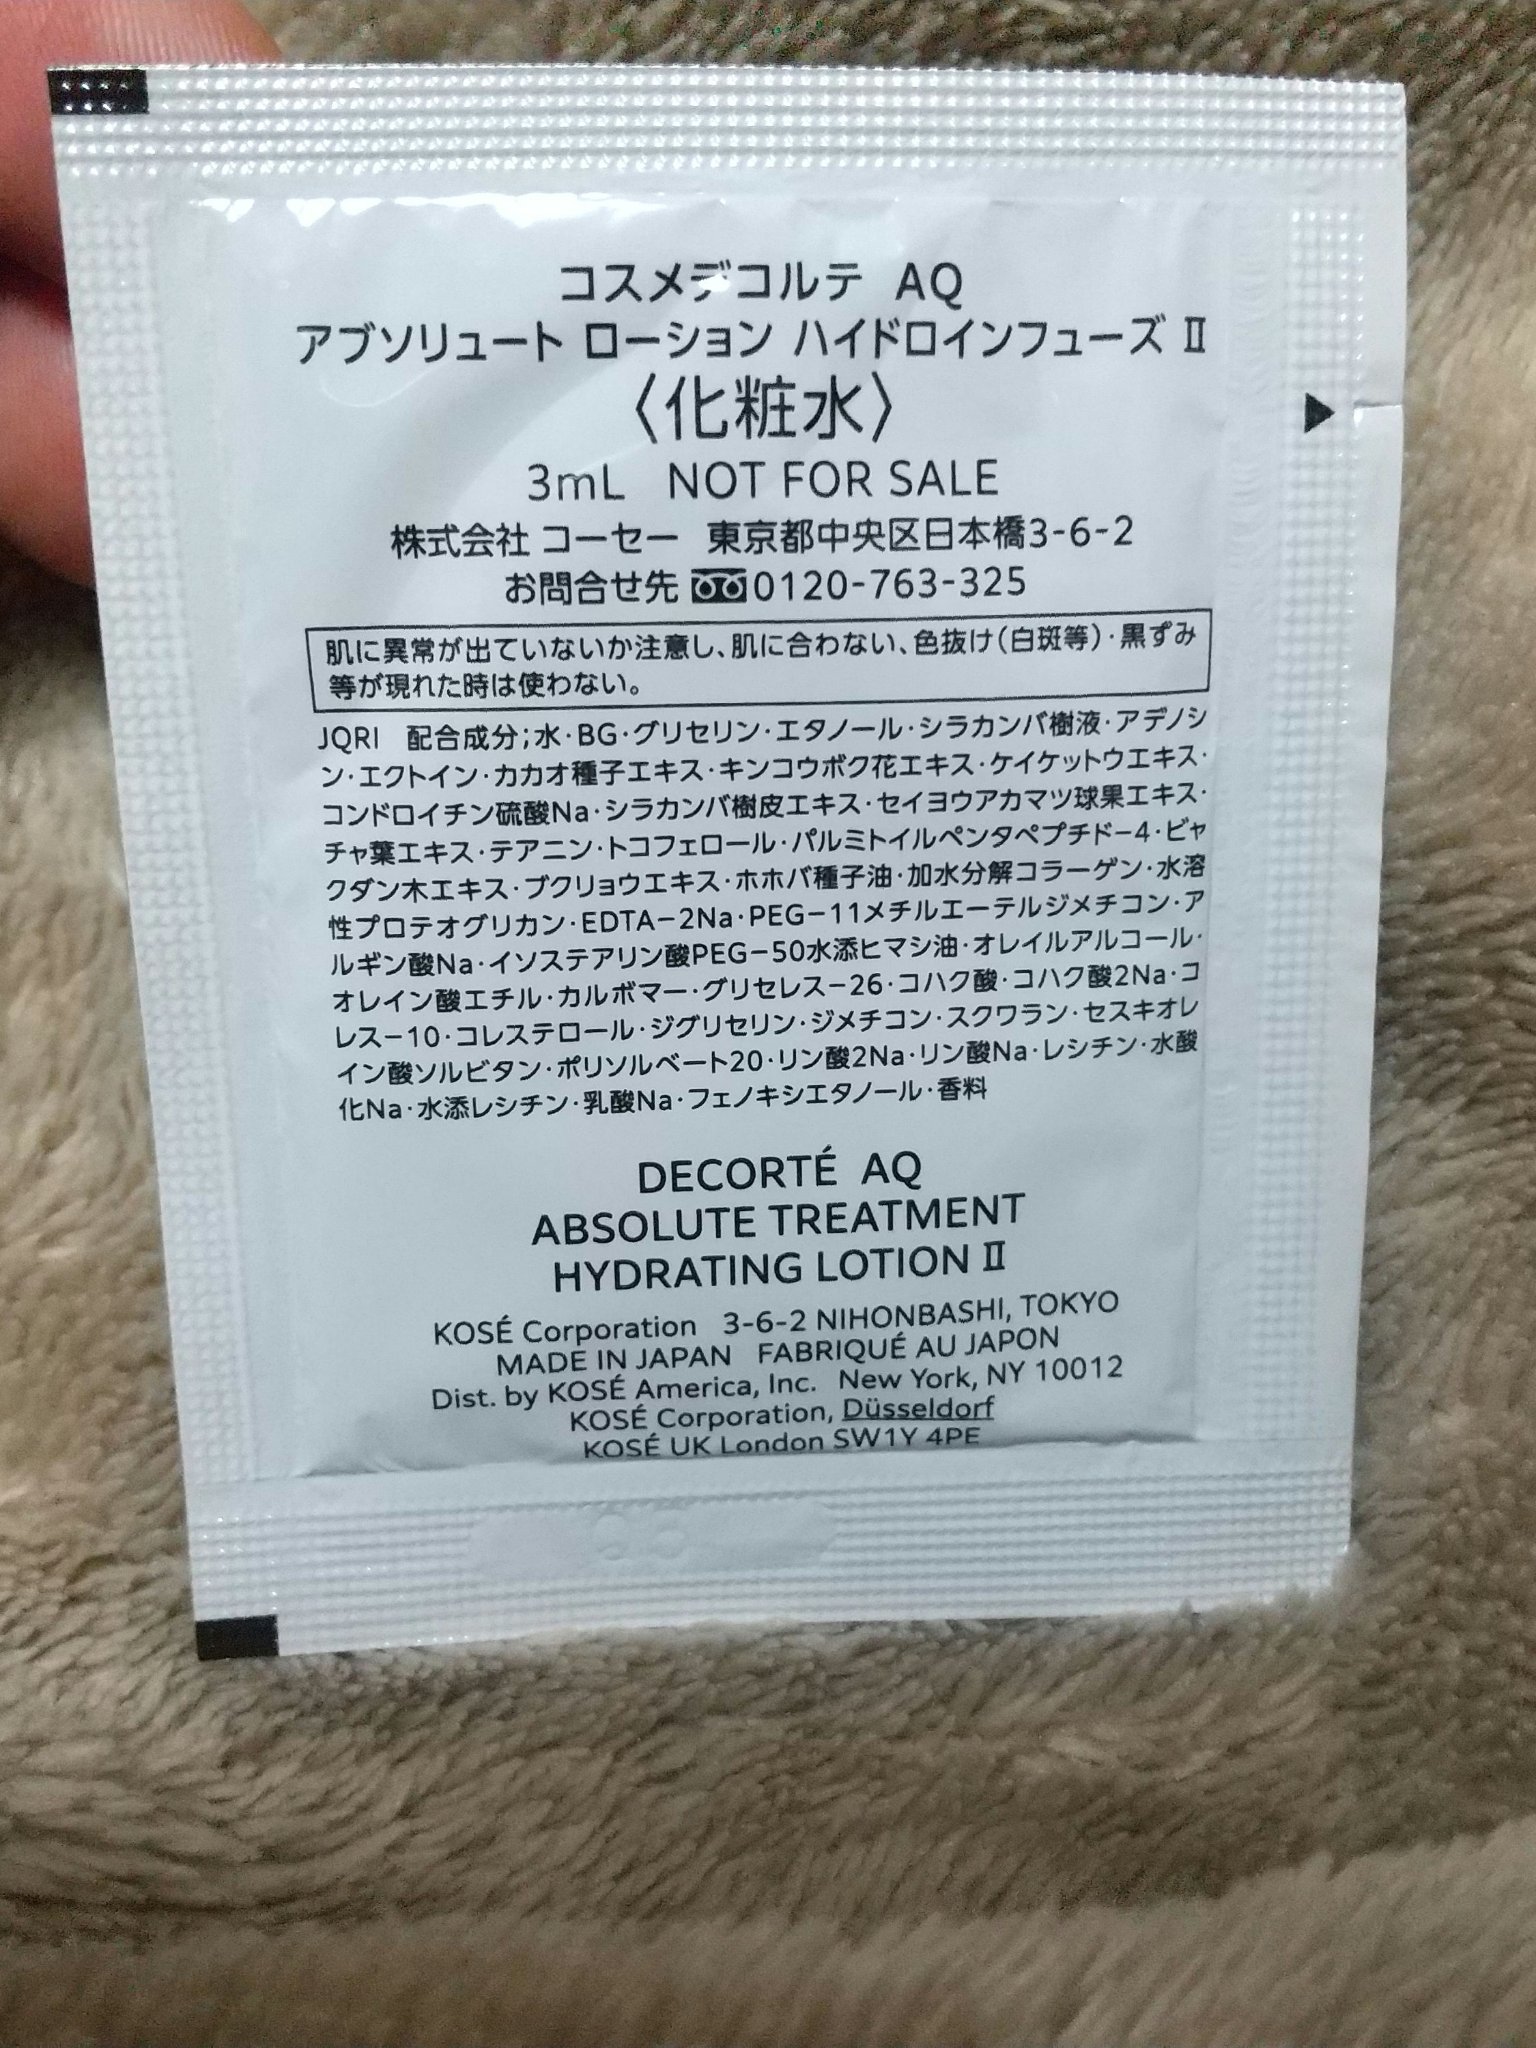 コスメデコルテ AQ
アブソリュート ローション ハイドロインフューズ Ⅱ
〈化粧水〉
3mL NOT FOR SALE
株式会社 コーセー 東京都中央区日本橋3-6-2
お問合せ先 0120-763-325
肌に異常が出ていないか注意し、肌に合わない、色抜け(白斑等)・黒ずみ
等が現れた時は使わない。
JQRI 配合成分;水・BG・グリセリン・エタノール・シラカンバ樹液・アデノシ
ン・エクトイン・カカオ種子エキス・キンコウボク花エキス・ケイケットウエキス・
コンドロイチン硫酸Na・シラカンバ樹皮エキス・セイヨウアカマツ球果エキス・
チャ葉エキス・テアニン・トコフェロール・パルミトイルペンタペプチド-4・ビャ
クダン木エキス・ブクリョウエキス・ホホバ種子油・加水分解コラーゲン・水溶
性プロテオグリカン・EDTA-2Na・PEG-11メチルエーテルジメチコン・ア
ルギン酸Na・イソステアリン酸PEG-50水添ヒマシ油・オレイルアルコール・
オレイン酸エチル・カルボマー・グリセレス-26・コハク酸・コハク酸2Na・コ
レス-10・コレステロール・ジグリセリン・ジメチコン・スクワラン・セスキオレ
イン酸ソルビタン・ポリソルベート20・リン酸2Na・リン酸Na・レシチン・水酸
化Na・水添レシチン・乳酸Na・フェノキシエタノール・香料
DECORTÉ AQ
ABSOLUTE TREATMENT
HYDRATING LOTION Ⅱ
KOSÉ Corporation 3-6-2 NIHONBASHI, TOKYO
MADE IN JAPAN FABRIQUÉ AU JAPON
Dist. by KOSÉ America, Inc. New York, NY 10012
KOSÉ Corporation, Düsseldorf
KOSÉ UK London SW1Y 4PE